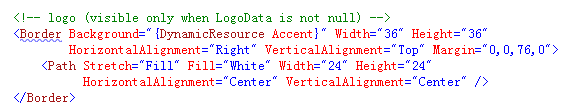 <!-- logo (visible only when LogoData is not null) -->
<Border Background="{DynamicResource Accent}" Width="36" Height="36"
HorizontalAlignment="Right" VerticalAlignment="Top" Margin="0,0,76,0">
<Path Stretch="Fill" Fill="White" Width="24" Height="24"
HorizontalAlignment="Center" VerticalAlignment="Center" />
</Border>